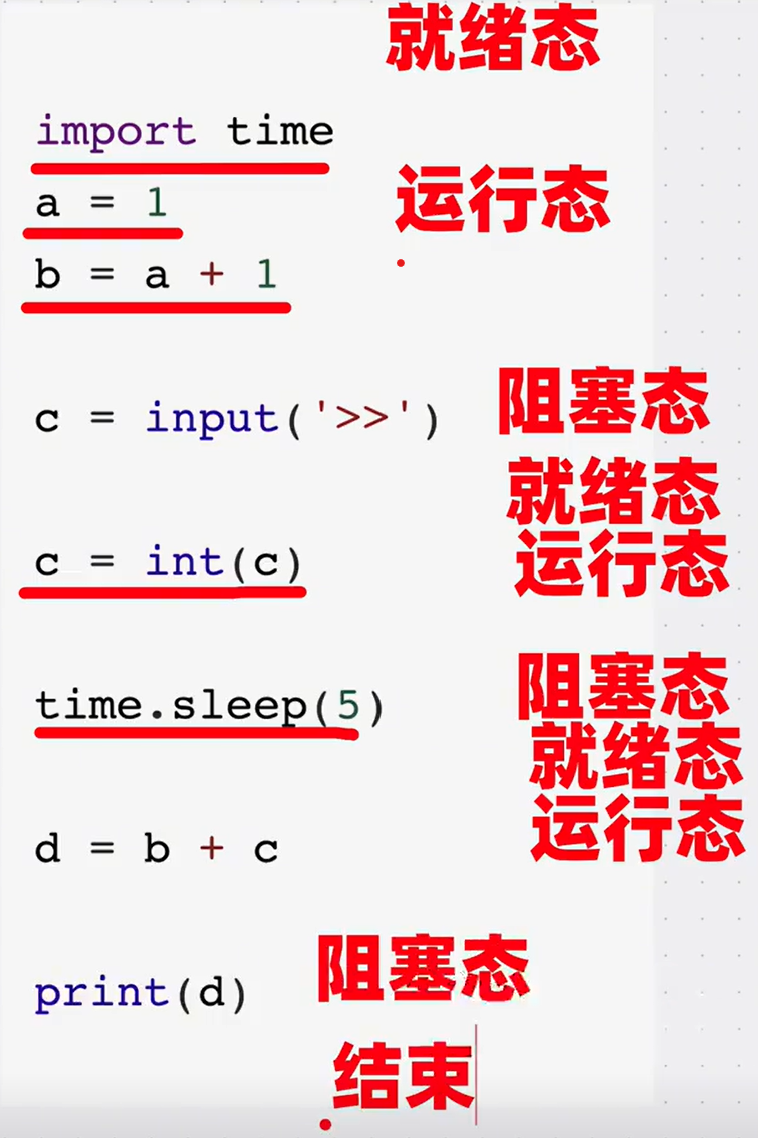 就绪态
import time
运行态
a = 1
b = a + 1
阻塞态
c = input('>>')
就绪态
运行态
c = int(c)
阻塞态
time.sleep(5)
就绪态
运行态
d = b + c
阻塞态
print(d)
结束